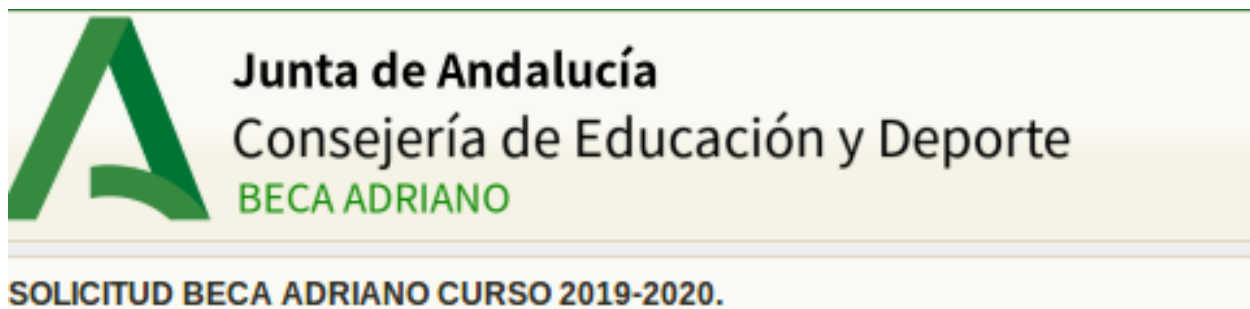 Junta de Andalucía
Consejería de Educación y Deporte
BECA ADRIANO
SOLICITUD BECA ADRIANO CURSO 2019-2020.